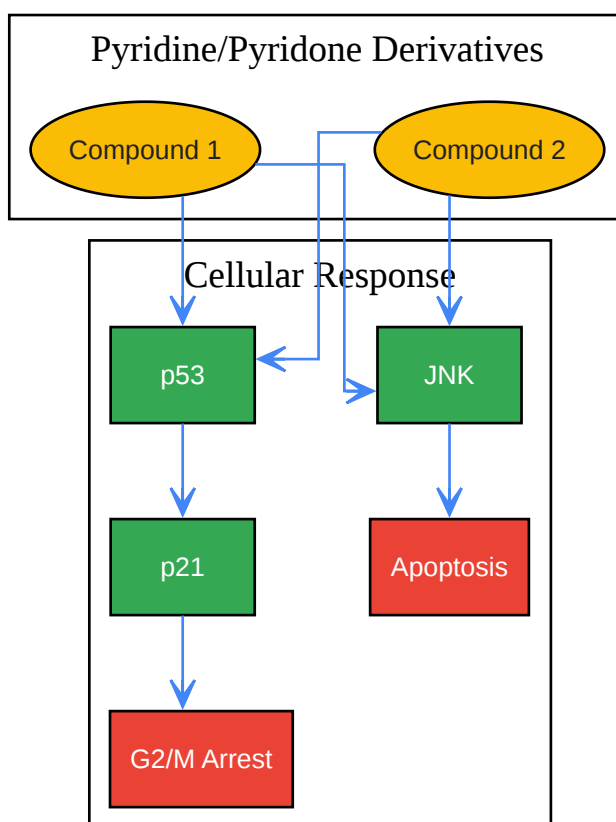 Pyridine/Pyridone Derivatives
Compound 1
Compound 2
Cellular Response
p53
JNK
p21
Apoptosis
G2/M Arrest